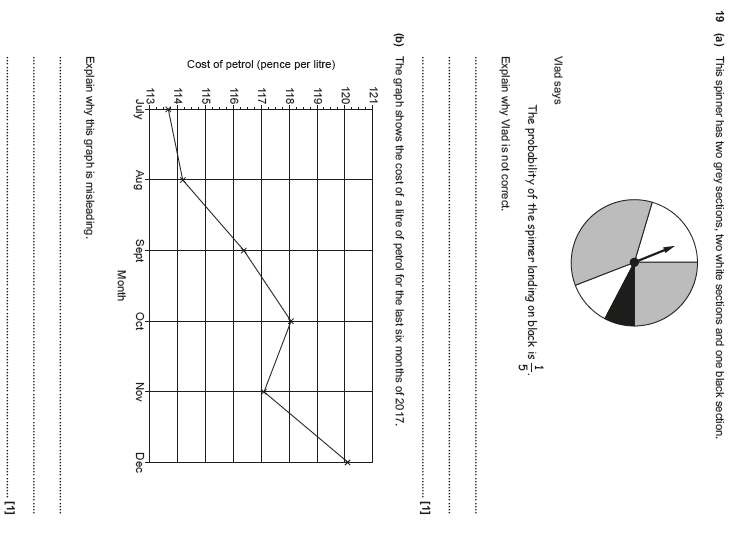 19 (a) This spinner has two grey sections, two white sections and one black section.
Vlad says
The probability of the spinner landing on black is 1/5.
Explain why Vlad is not correct.
[1]
(b) The graph shows the cost of a litre of petrol for the last six months of 2017.
121
120
119
118
117
116
115
114
113
Cost of petrol (pence per litre)
July Aug Sept Oct Nov Dec
Month
Explain why this graph is misleading.
[1]